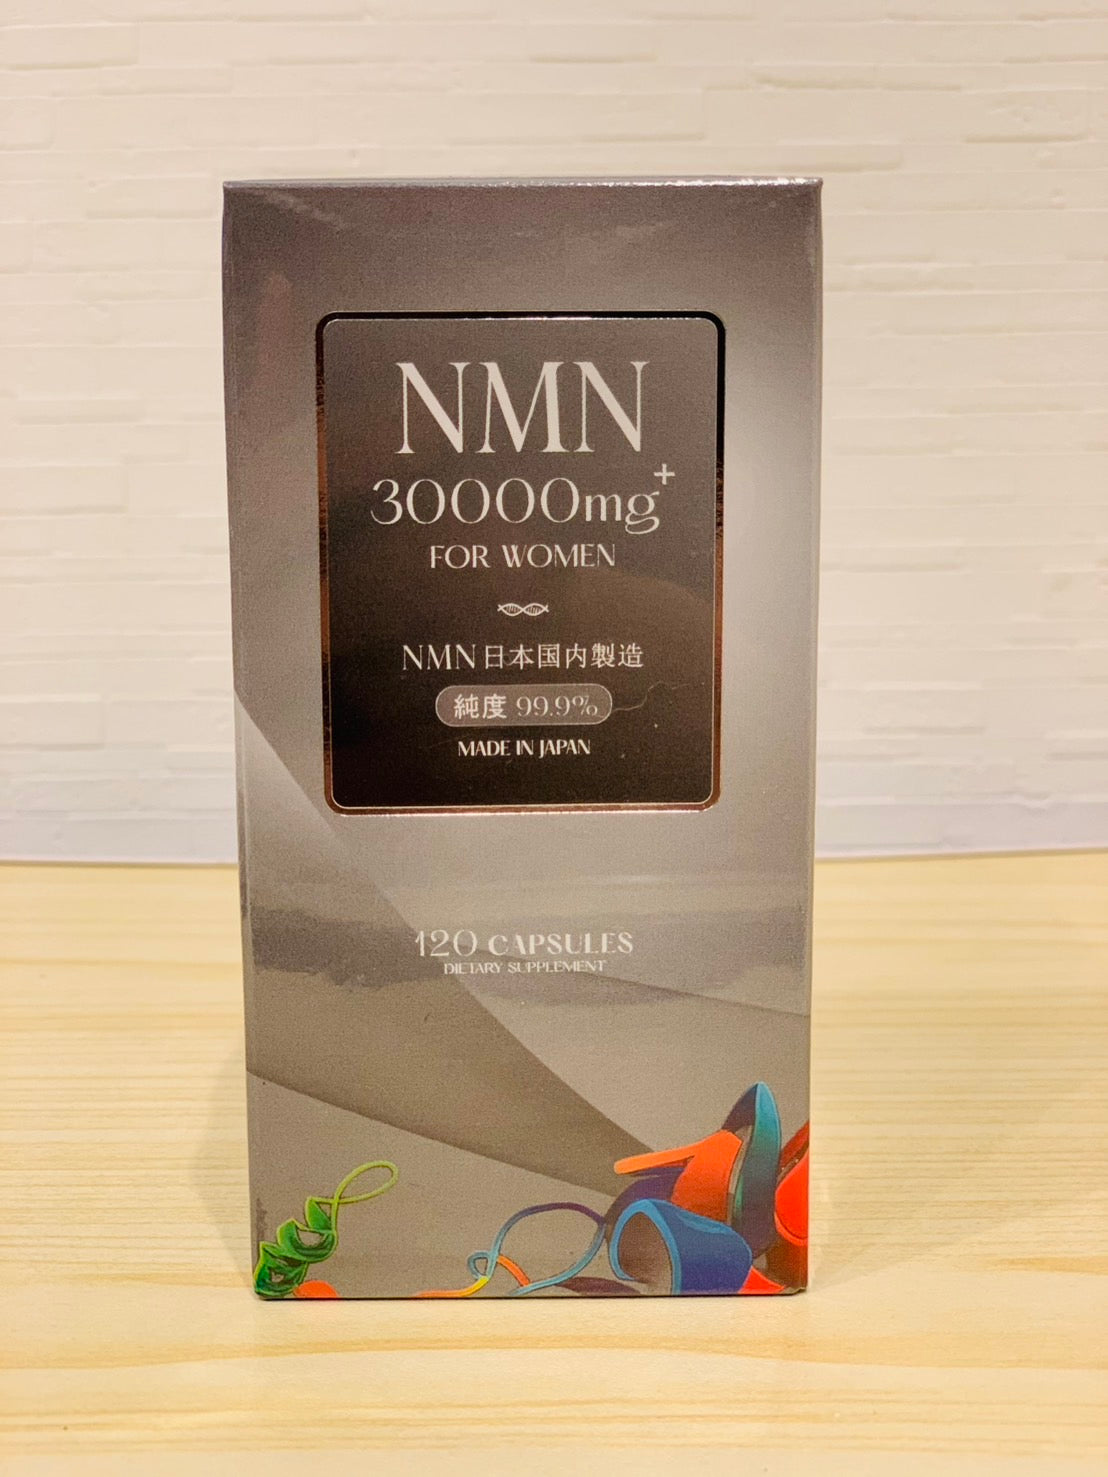 NMN
30000mg+
FOR WOMEN
NMN日本国内製造
純度 99.9%
MADE IN JAPAN
120 CAPSULES
DIETARY SUPPLEMENT